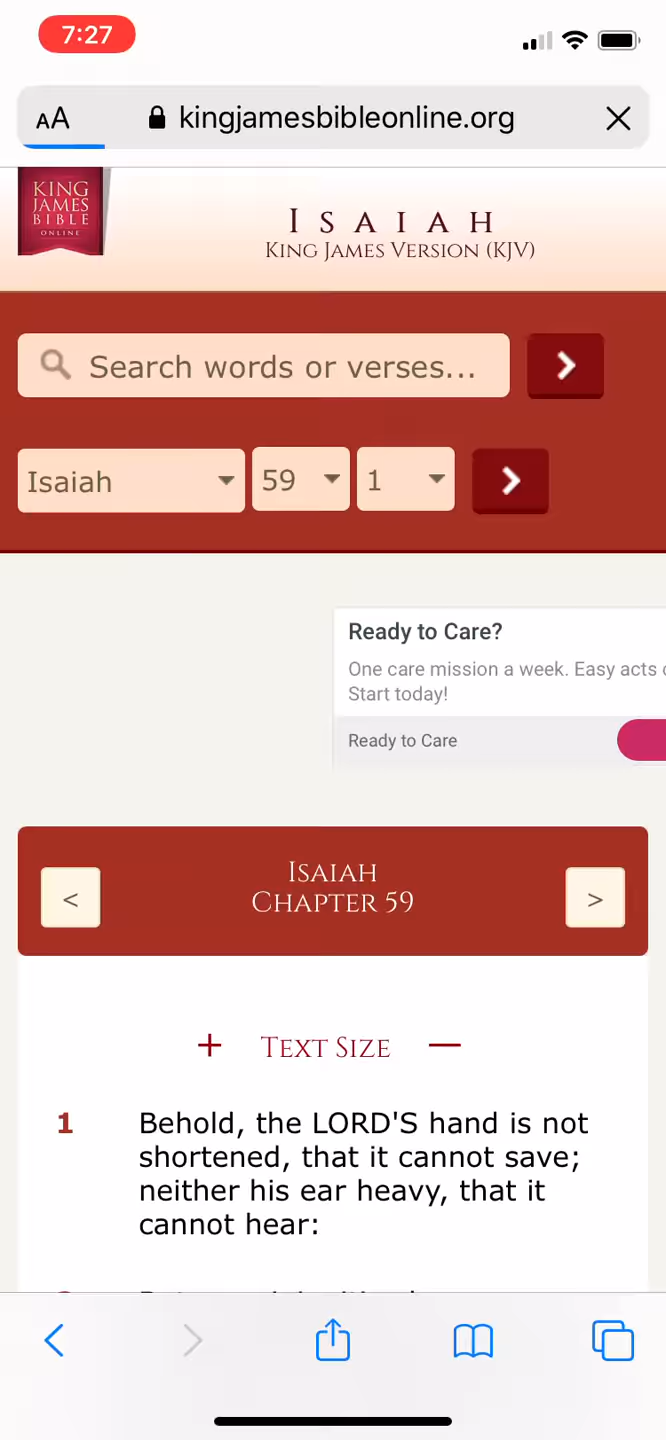 7:27
AA kingjamesbibleonline.org
KING
JAMES
BIBLE
ONLINE
ISAIAH
KING JAMES VERSION (KJV)
Search words or verses...
Isaiah 59 1
Ready to Care?
One care mission a week. Easy acts
Start today!
Ready to Care
< ISAIAH >
CHAPTER 59
+ TEXT SIZE —
1 Behold, the LORD'S hand is not
shortened, that it cannot save;
neither his ear heavy, that it
cannot hear: